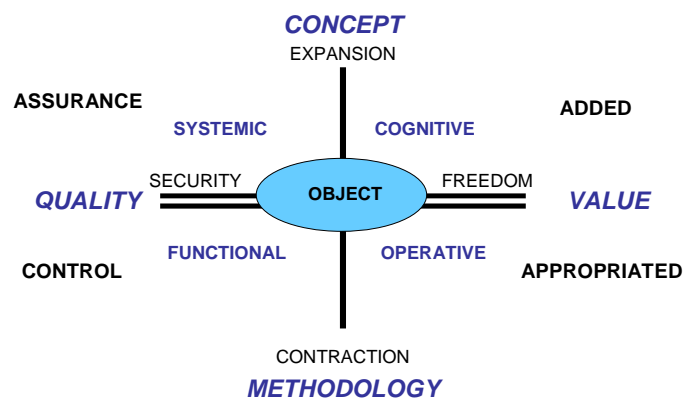 CONCEPT
EXPANSION
ASSURANCE
ADDED
SYSTEMIC
COGNITIVE
SECURITY
FREEDOM
QUALITY
OBJECT
VALUE
FUNCTIONAL
OPERATIVE
CONTROL
APPROPRIATED
CONTRACTION
METHODOLOGY